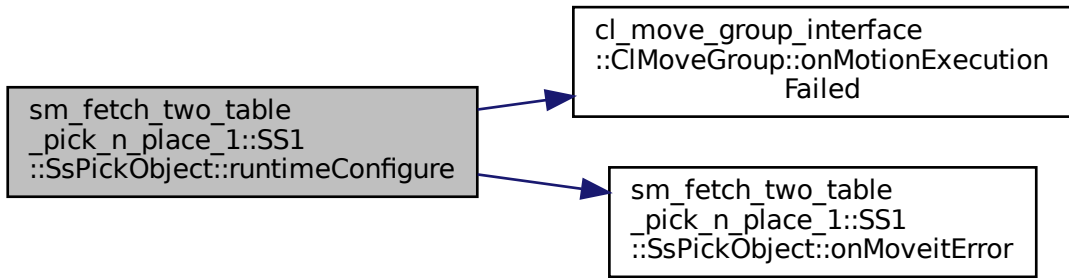 sm_fetch_two_table
_pick_n_place_1::SS1
::SsPickObject::runtimeConfigure
cl_move_group_interface
::ClMoveGroup::onMotionExecution
Failed
sm_fetch_two_table
_pick_n_place_1::SS1
::SsPickObject::onMoveitError